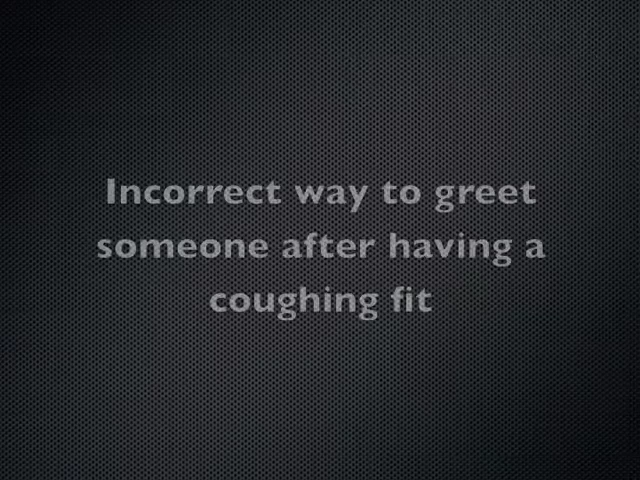 Incorrect way to greet
someone after having a
coughing fit